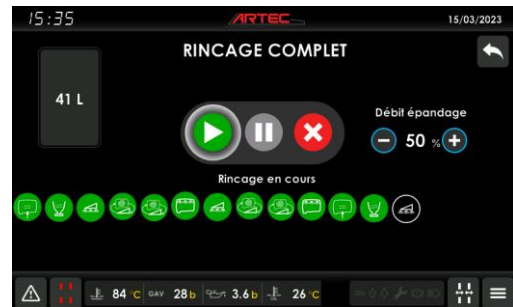 15:35
ARTEC
15/03/2023
RINCAGE COMPLET
41 L
Débit épandage
50 %
Rincage en cours
84 °C GAV 28 b 3.6 b 26 °C